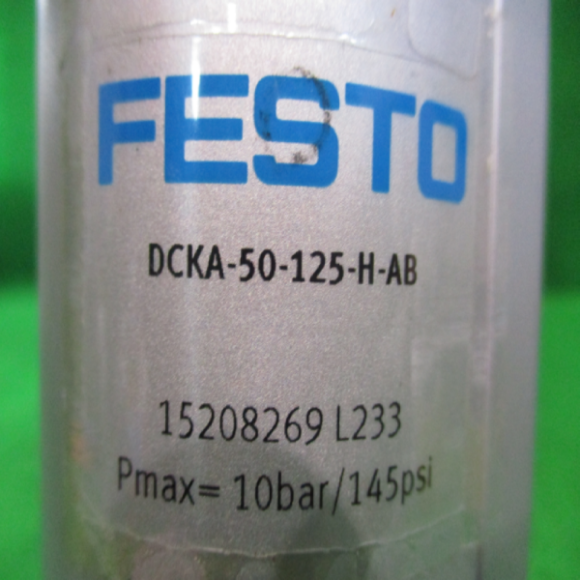 FESTO
DCKA-50-125-H-AB
15208269 L233
Pmax= 10bar/145psi